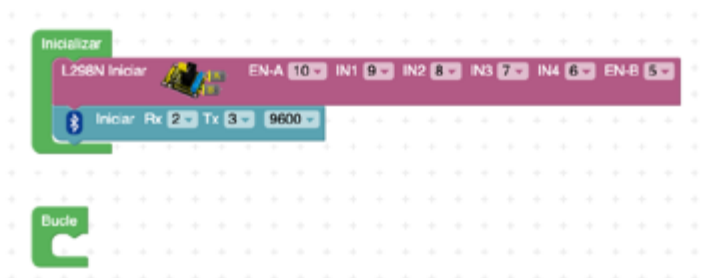 Inicializar
L298N Iniciar EN-A 10 IN1 9 IN2 8 IN3 7 IN4 6 EN-B 5
Iniciar Rx 2 Tx 3 9600
Bucle